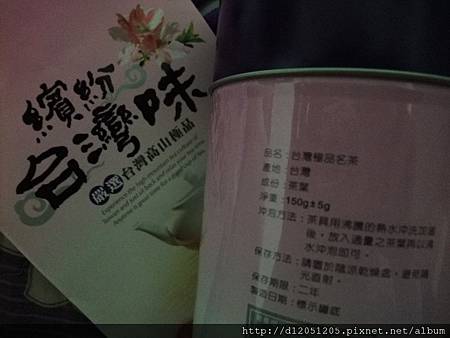 繽紛
台灣味
嚴選台灣高山極品
品名：台灣極品名茶
產地：台灣
成份：茶葉
淨重：150g±5g
沖泡方法：茶具用沸騰的熱水沖洗加溫
後，放入適量之茶葉再以沸
水沖泡即可。
保存方法：請置於陰涼乾燥處，避免陽
光直射。
保存期限：二年
製造日期：標示罐底
http://d12051205.pixnet.net/album